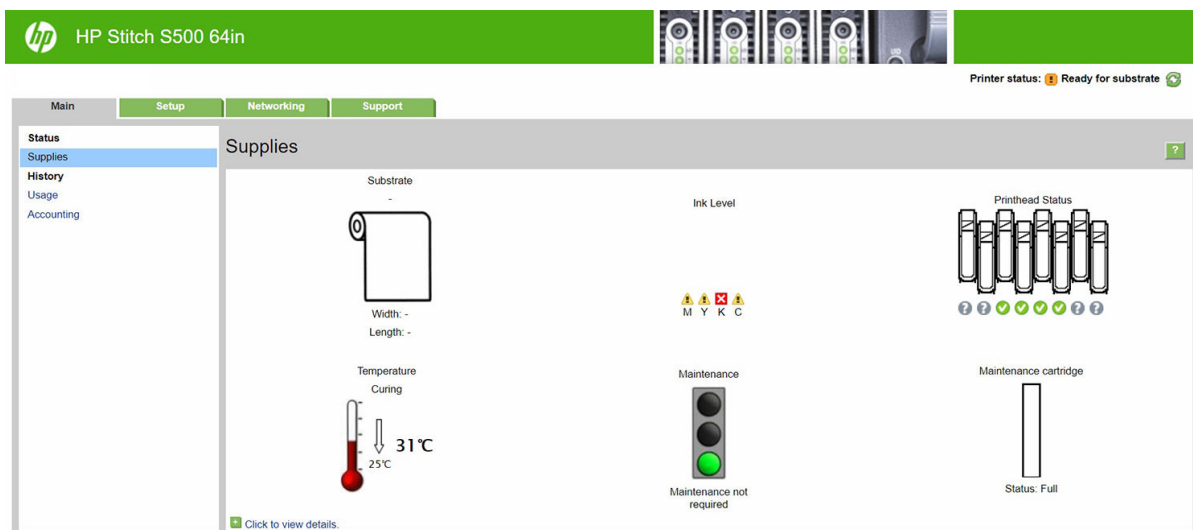 hp HP Stitch S500 64in
UID
Printer status: Ready for substrate
Main Setup Networking Support
Status
Supplies
History
Usage
Accounting
Supplies
?
Substrate
-
Width: -
Length: -
Ink Level
M Y K C
Printhead Status
? ? ? ?
Temperature
Curing
31℃
25℃
Maintenance
Maintenance not
required
Maintenance cartridge
Status: Full
Click to view details.